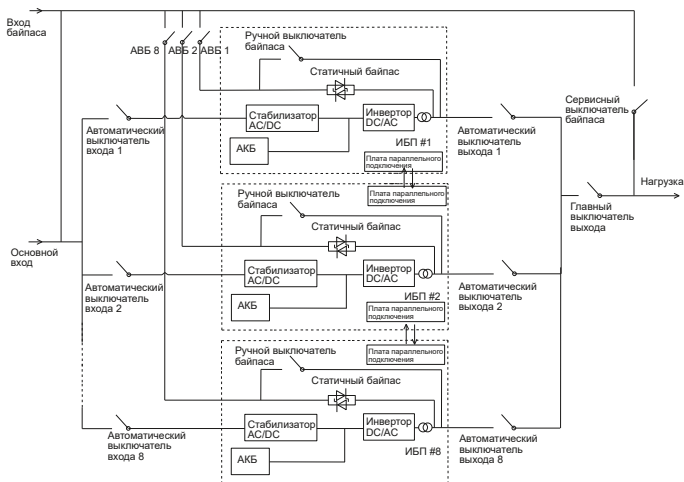 Вход
байпаса
АВБ 8
АВБ 2
АВБ 1
Ручной выключатель
байпаса
Статичный байпас
Стабилизатор
AC/DC
Инвертор
DC/AC
АКБ
ИБП #1
Плата параллельного
подключения
Автоматический
выключатель
входа 1
Автоматический
выключатель
выхода 1
Сервисный
выключатель
байпаса
Нагрузка
Главный
выключатель
выхода
Плата параллельного
подключения
Ручной выключатель
байпаса
Статичный байпас
Основной
вход
Стабилизатор
AC/DC
Инвертор
DC/AC
АКБ
ИБП #2
Плата параллельного
подключения
Автоматический
выключатель
входа 2
Автоматический
выключатель
выхода 2
Плата параллельного
подключения
Ручной выключатель
байпаса
Статичный байпас
Стабилизатор
AC/DC
Инвертор
DC/AC
АКБ
ИБП #8
Автоматический
выключатель
входа 8
Автоматический
выключатель
выхода 8